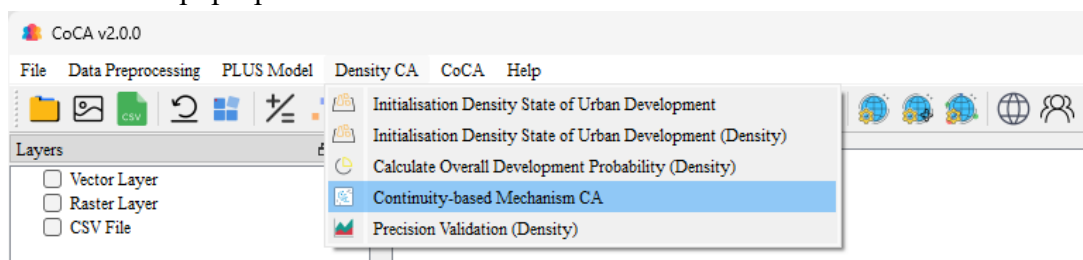 CoCA v2.0.0
File Data Preprocessing PLUS Model Density CA CoCA Help
CSV
Initialisation Density State of Urban Development
Initialisation Density State of Urban Development (Density)
Calculate Overall Development Probability (Density)
Continuity-based Mechanism CA
Precision Validation (Density)
Layers
Vector Layer
Raster Layer
CSV File